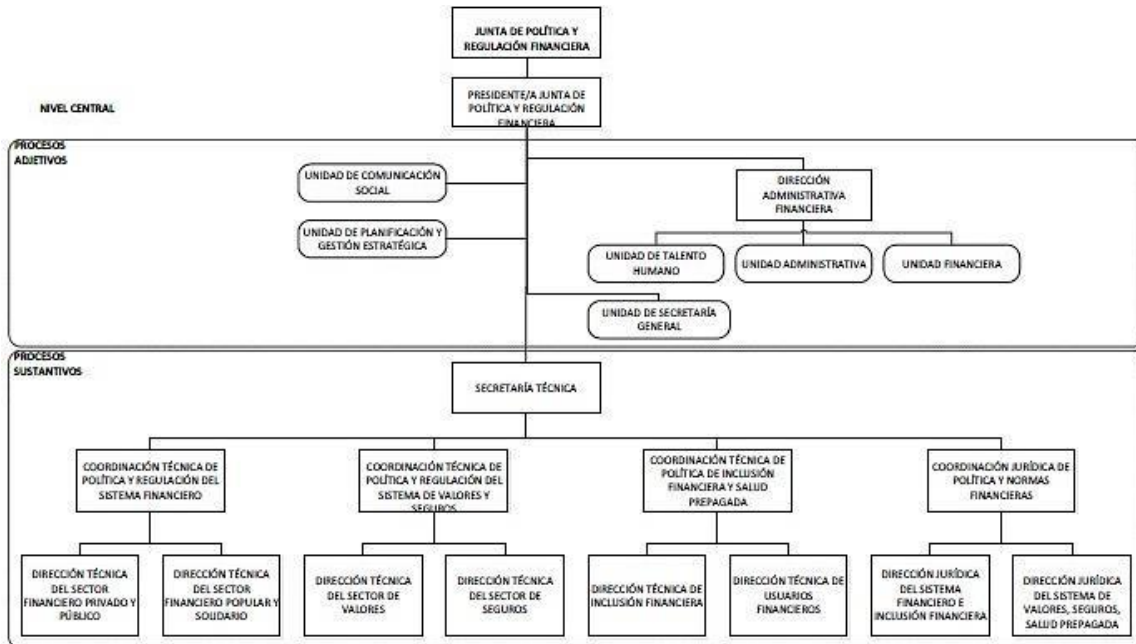 JUNTA DE POLÍTICA Y
REGULACIÓN FINANCIERA
PRESIDENTE/A JUNTA DE
POLÍTICA Y REGULACIÓN
FINANCIERA
NIVEL CENTRAL
PROCESOS
ADJETIVOS
UNIDAD DE COMUNICACIÓN
SOCIAL
DIRECCIÓN
ADMINISTRATIVA
FINANCIERA
UNIDAD DE PLANIFICACIÓN Y
GESTIÓN ESTRATÉGICA
UNIDAD DE TALENTO
HUMANO
UNIDAD ADMINISTRATIVA
UNIDAD FINANCIERA
UNIDAD DE SECRETARÍA
GENERAL
PROCESOS
SUSTANTIVOS
SECRETARÍA TÉCNICA
COORDINACIÓN TÉCNICA DE
POLÍTICA Y REGULACIÓN DEL
SISTEMA FINANCIERO
COORDINACIÓN TÉCNICA DE
POLÍTICA Y REGULACIÓN DEL
SISTEMA DE VALORES Y
SEGUROS
COORDINACIÓN TÉCNICA DE
POLÍTICA DE INCLUSIÓN
FINANCIERA Y SALUD
PREPAGADA
COORDINACIÓN JURÍDICA DE
POLÍTICA Y NORMAS
FINANCIERAS
DIRECCIÓN TÉCNICA
DEL SECTOR
FINANCIERO PRIVADO Y
PÚBLICO
DIRECCIÓN TÉCNICA
DEL SECTOR
FINANCIERO POPULAR Y
SOLIDARIO
DIRECCIÓN TÉCNICA
DEL SECTOR DE
VALORES
DIRECCIÓN TÉCNICA
DEL SECTOR DE
SEGUROS
DIRECCIÓN TÉCNICA DE
INCLUSIÓN FINANCIERA
DIRECCIÓN TÉCNICA DE
USUARIOS
FINANCIEROS
DIRECCIÓN JURÍDICA
DEL SISTEMA
FINANCIERO E
INCLUSIÓN FINANCIERA
DIRECCIÓN JURÍDICA
DEL SISTEMA DE
VALORES, SEGUROS,
SALUD PREPAGADA